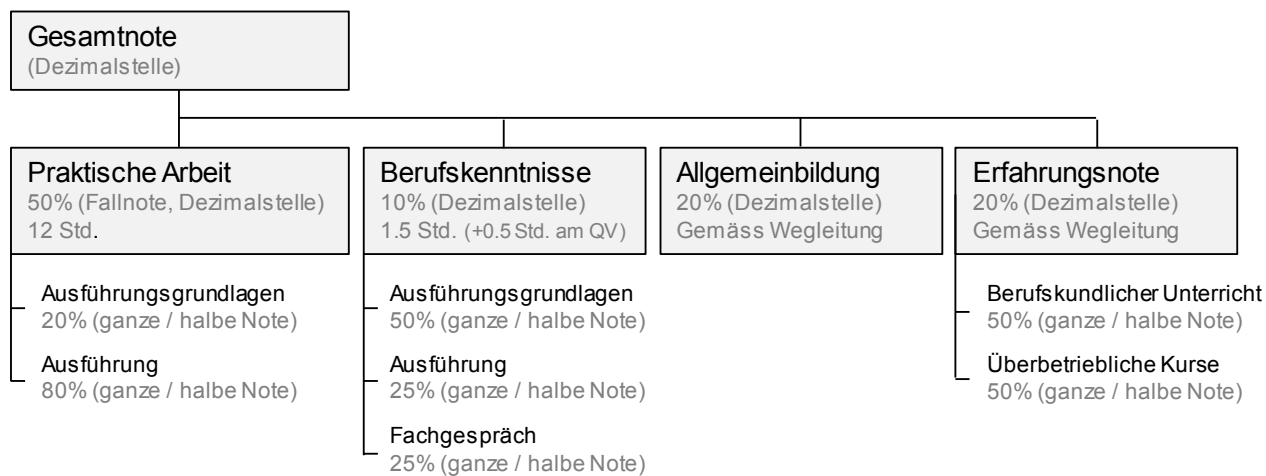 Gesamtnote
(Dezimalstelle)
Praktische Arbeit
50% (Fallnote, Dezimalstelle)
12 Std.
Ausführungsgrundlagen
20% (ganze / halbe Note)
Ausführung
80% (ganze / halbe Note)
Berufskenntnisse
10% (Dezimalstelle)
1.5 Std. (+0.5 Std. am QV)
Ausführungsgrundlagen
50% (ganze / halbe Note)
Ausführung
25% (ganze / halbe Note)
Fachgespräch
25% (ganze / halbe Note)
Allgemeinbildung
20% (Dezimalstelle)
Gemäss Wegleitung
Erfahrungsnote
20% (Dezimalstelle)
Gemäss Wegleitung
Berufskundlicher Unterricht
50% (ganze / halbe Note)
Überbetriebliche Kurse
50% (ganze / halbe Note)